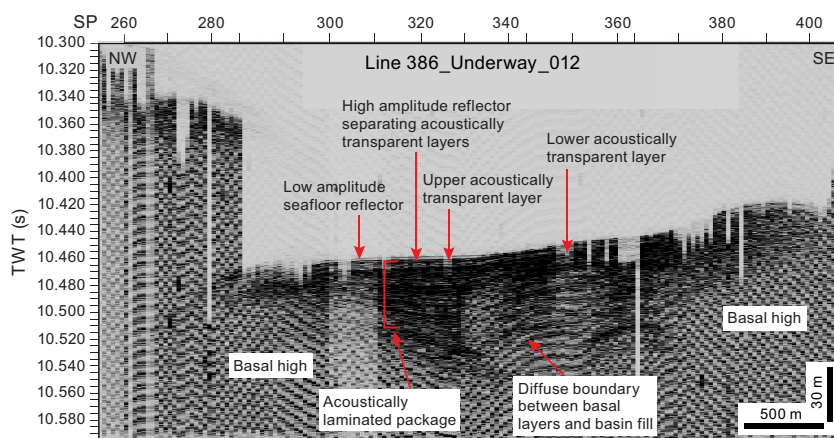 SP 260 280 300 320 340 360 380 400
10.300
10.320
10.340
10.360
10.380
10.400
10.420
10.440
10.460
10.480
10.500
10.520
10.540
10.560
10.580
TWT (s)
NW
Line 386_Underway_012
SE
High amplitude reflector
separating acoustically
transparent layers
Lower acoustically
transparent layer
Low amplitude
seafloor reflector
Upper acoustically
transparent layer
Basal high
Basal high
Acoustically
laminated package
Diffuse boundary
between basal
layers and basin fill
30 m
500 m